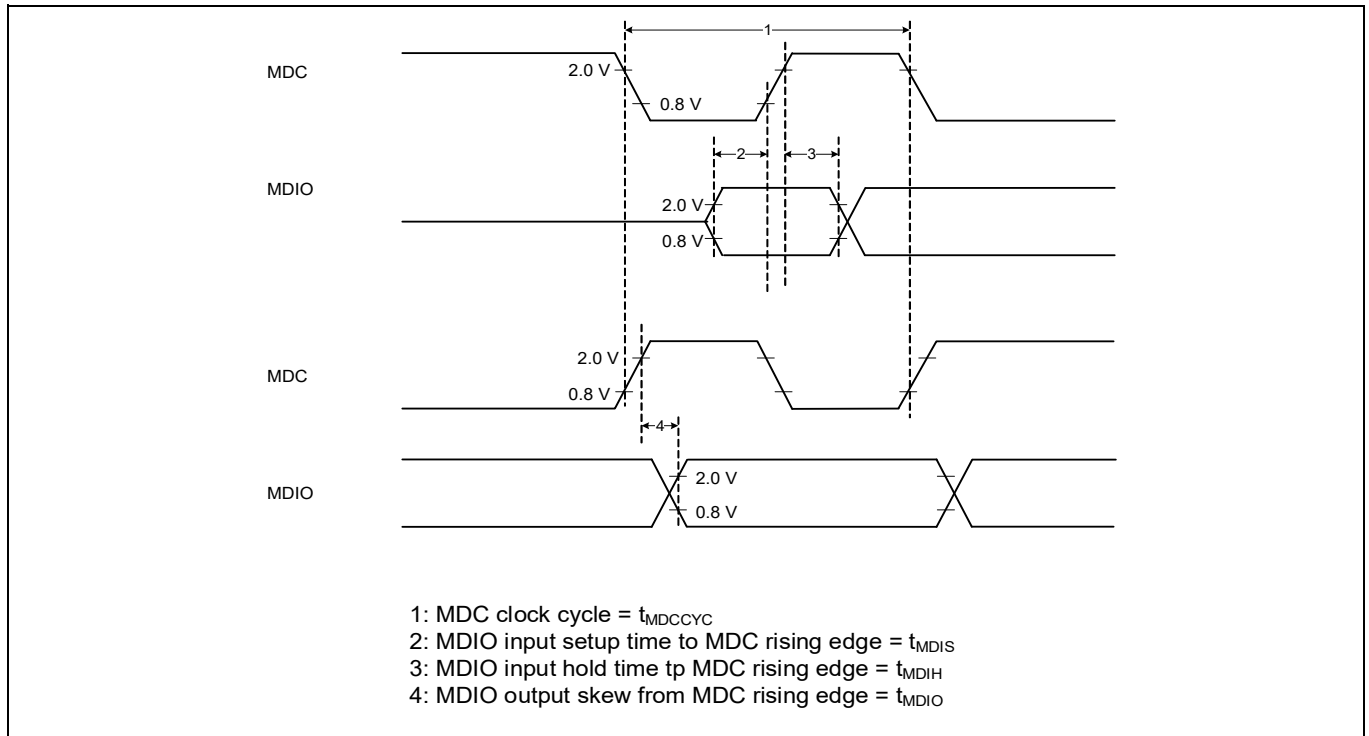 1
MDC
2.0 V
0.8 V
2
3
MDIO
2.0 V
0.8 V
2.0 V
MDC
0.8 V
4
2.0 V
MDIO
0.8 V
1: MDC clock cycle = tMDCCYC
2: MDIO input setup time to MDC rising edge = tMDIS
3: MDIO input hold time tp MDC rising edge = tMDIH
4: MDIO output skew from MDC rising edge = tMDIO